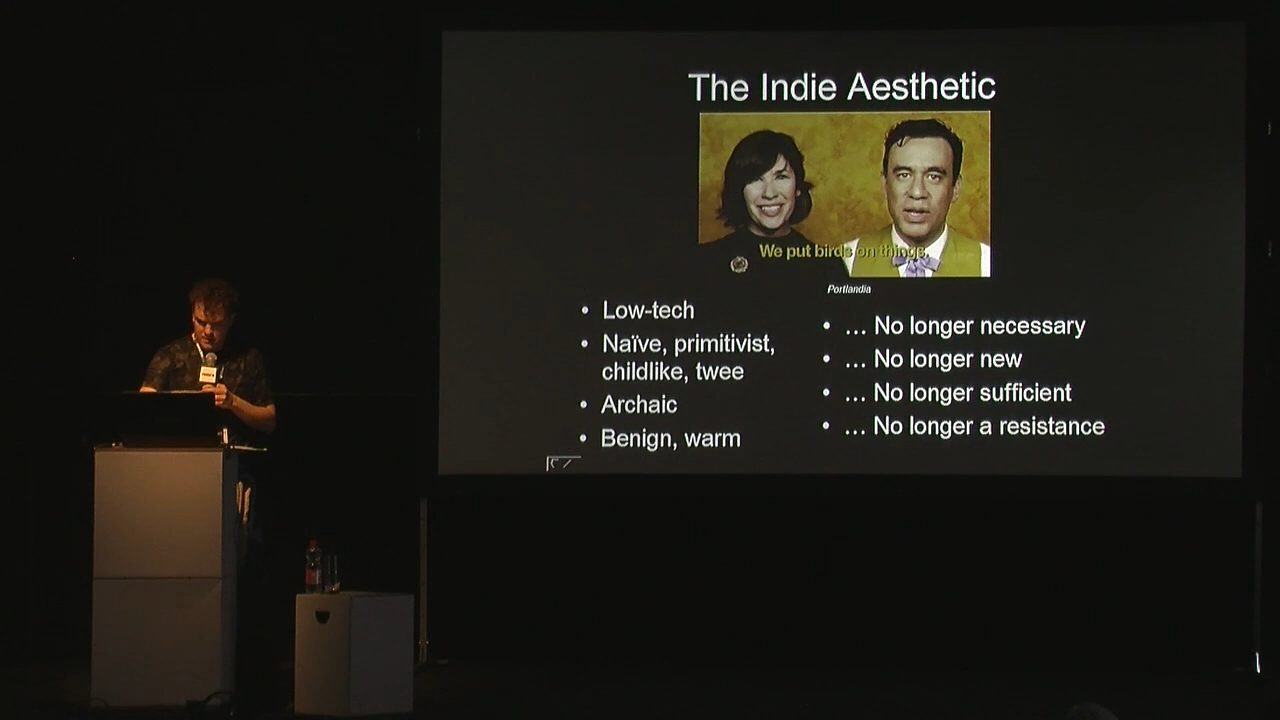 The Indie Aesthetic
We put birds on things.
Portlandia
• Low-tech
• Naïve, primitivist,
childlike, twee
• Archaic
• Benign, warm
• … No longer necessary
• … No longer new
• … No longer sufficient
• … No longer a resistance